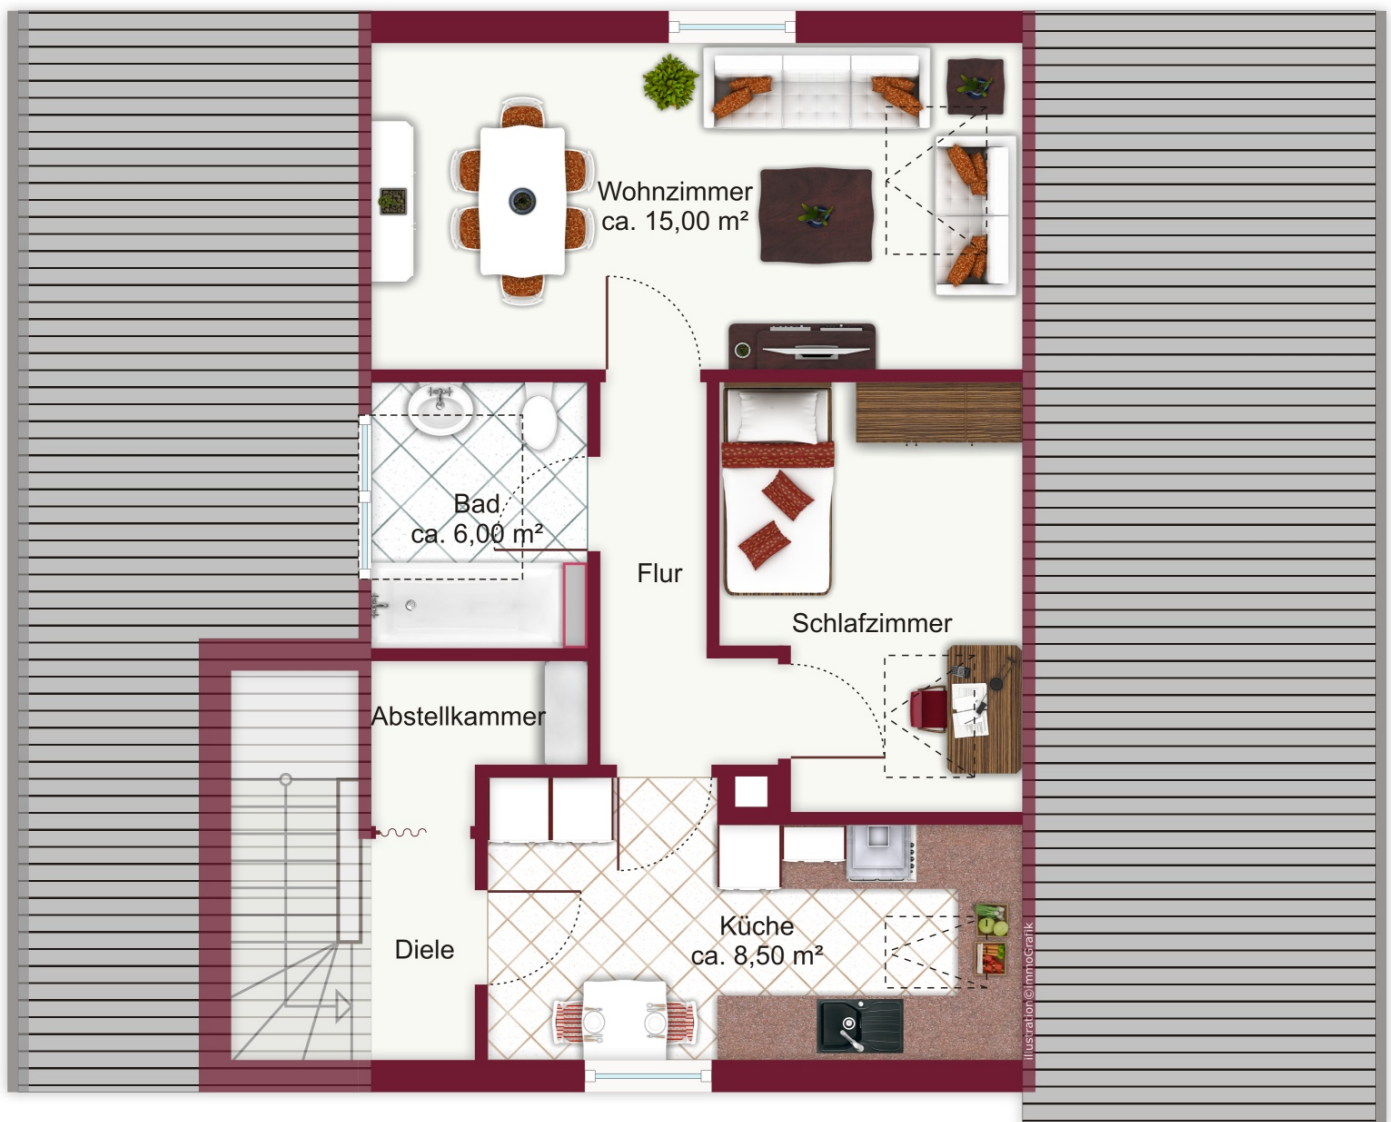 Wohnzimmer
ca. 15,00 m²
Bad
ca. 6,00 m²
Flur
Schlafzimmer
Abstellkammer
Küche
ca. 8,50 m²
Diele
illustration©immoGrafik